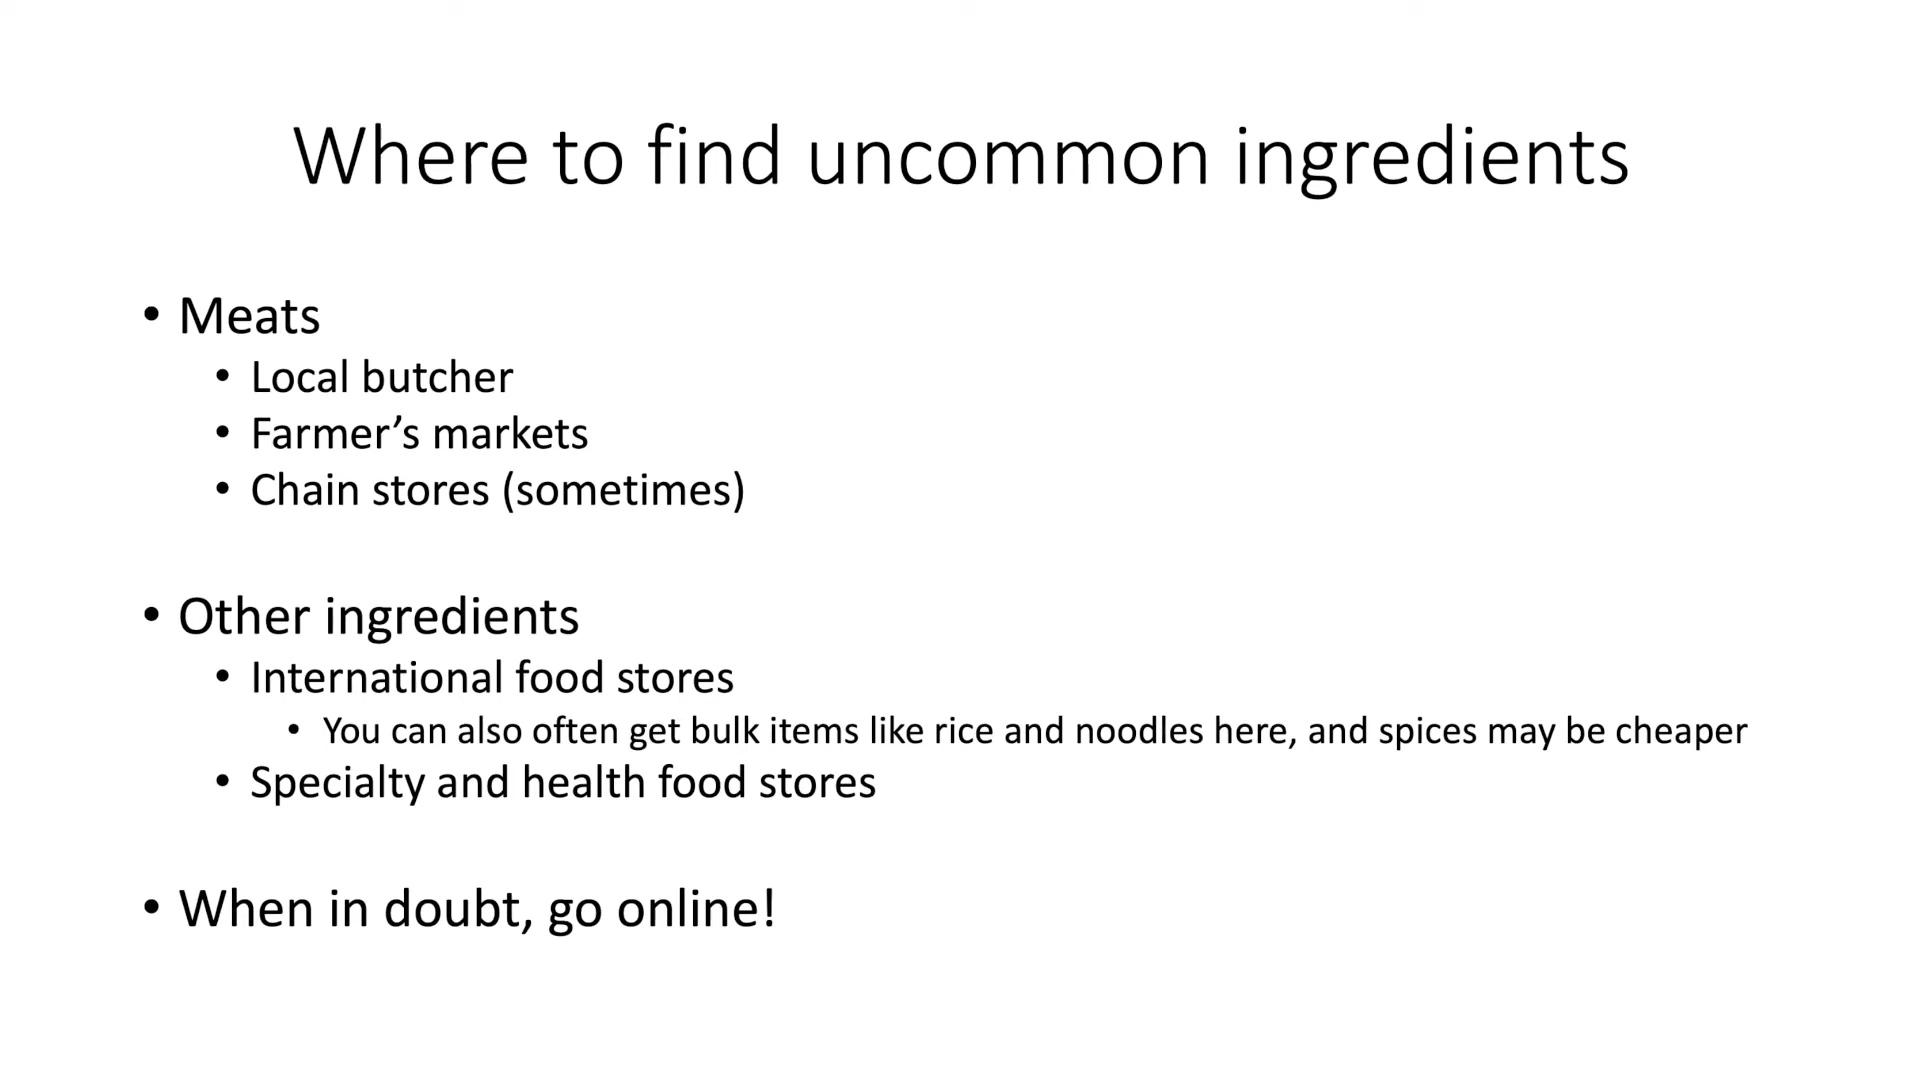 Where to find uncommon ingredients
• Meats
• Local butcher
• Farmer’s markets
• Chain stores (sometimes)
• Other ingredients
• International food stores
• You can also often get bulk items like rice and noodles here, and spices may be cheaper
• Specialty and health food stores
• When in doubt, go online!